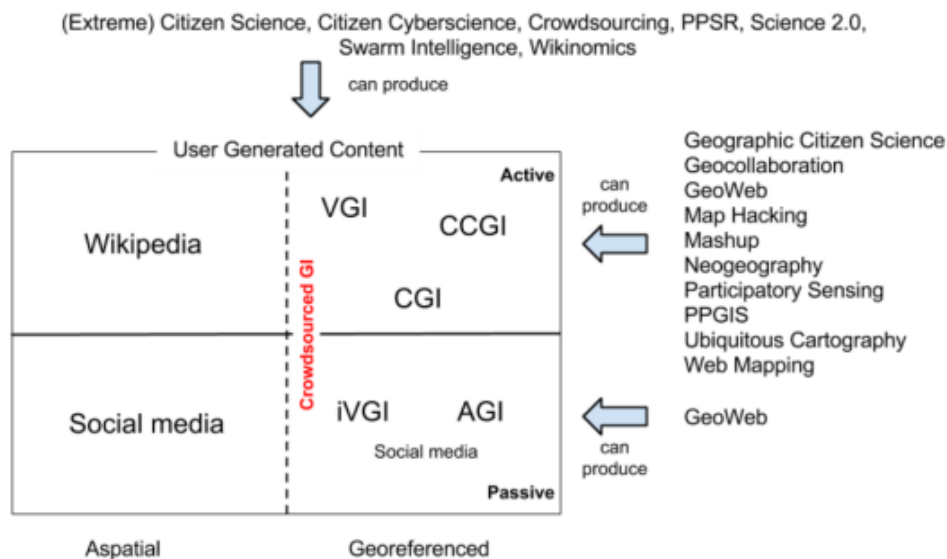 (Extreme) Citizen Science, Citizen Cyberscience, Crowdsourcing, PPSR, Science 2.0,
Swarm Intelligence, Wikinomics
can produce
User Generated Content
Active
VGI
CCGI
Wikipedia
CGI
Crowdsourced GI
Social media
iVGI
AGI
Social media
Passive
Aspatial
Georeferenced
can
produce
Geographic Citizen Science
Geocollaboration
GeoWeb
Map Hacking
Mashup
Neogeography
Participatory Sensing
PPGIS
Ubiquitous Cartography
Web Mapping
GeoWeb
can
produce